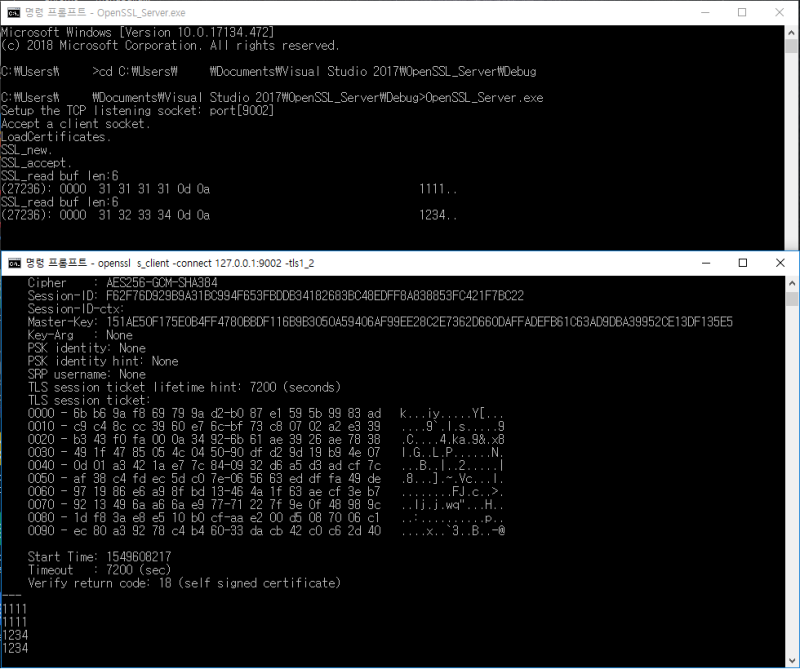 명령 프롬프트 - OpenSSL_Server.exe
Microsoft Windows [Version 10.0.17134.472]
(c) 2018 Microsoft Corporation. All rights reserved.
C:₩Users₩ >cd C:₩Users₩ ₩Documents₩Visual Studio 2017₩OpenSSL_Server₩Debug
C:₩Users₩ ₩Documents₩Visual Studio 2017₩OpenSSL_Server₩Debug>OpenSSL_Server.exe
Setup the TCP listening socket: port[9002]
Accept a client socket.
LoadCertificates.
SSL_new.
SSL_accept.
SSL_read buf len:6
(27236): 0000 31 31 31 31 0d 0a 1111..
SSL_read buf len:6
(27236): 0000 31 32 33 34 0d 0a 1234..
명령 프롬프트 - openssl s_client -connect 127.0.0.1:9002 -tls1_2
Cipher : AES256-GCM-SHA384
Session-ID: F62F76D929B9A31BC994F653FBDDB34182683BC48EDFF8A838853FC421F7BC22
Session-ID-ctx:
Master-Key: 151AE50F175E0B4FF4780BBDF116B9B3050A59406AF99EE28C2E7362D660DAFFADEFB61C63AD9DBA39952CE13DF135E5
Key-Arg : None
PSK identity: None
PSK identity hint: None
SRP username: None
TLS session ticket lifetime hint: 7200 (seconds)
TLS session ticket:
0000 - 6b b6 9a f8 69 79 9a d2-b0 87 e1 59 5b 99 83 ad k...iy.....Y[...
0010 - c9 c4 8c cc 39 60 e7 6c-bf 73 c8 07 02 a2 e3 39 ....9`.l.s.....9
0020 - b3 43 f0 fa 00 0a 34 92-6b 61 ae 39 26 ae 78 38 .C....4.ka.9&.x8
0030 - 49 1f 47 85 05 4c 04 50-90 df d2 9d 19 b9 4e 07 I.G..L.P......N.
0040 - 0d 01 a3 42 1a e7 7c 84-09 32 d6 a5 d3 ad cf 7c ...B..|..2.....|
0050 - af 38 c4 fd ec 5d c0 7e-06 56 63 ed df fa 49 de .8...].~.Vc...I.
0060 - 97 19 86 e6 a9 8f bd 13-46 4a 1f 63 ae cf 3e b7 ........FJ.c..>.
0070 - 92 13 49 6a a6 6a e9 77-71 22 7f 9e 0f 48 98 9c ..Ij.j.wq"...H..
0080 - 1d f8 3a e8 e5 10 b0 cf-aa e2 00 d5 08 70 06 c1 ..:..........p..
0090 - ec 80 a3 92 78 c4 b4 60-33 da cb 42 c0 c6 2d 40 ....x..`3..B..-@
Start Time: 1549608217
Timeout : 7200 (sec)
Verify return code: 18 (self signed certificate)
---
1111
1111
1234
1234